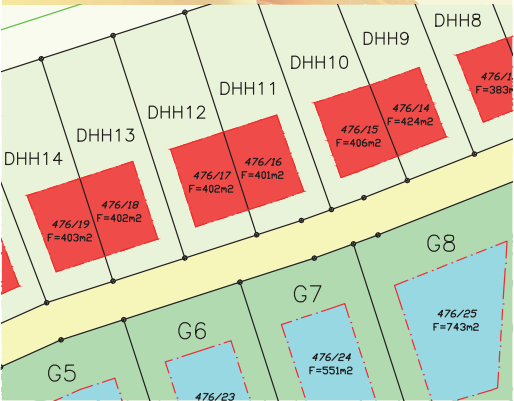 DHH8
DHH9
DHH10
DHH11
DHH12
DHH13
DHH14
F=383m
476/14
F=424m2
476/15
F=406m2
476/16
F=401m2
476/17
F=402m2
476/18
F=402m2
476/19
F=403m2
G8
476/25
F=743m2
G7
476/24
F=551m2
G6
476/23
G5